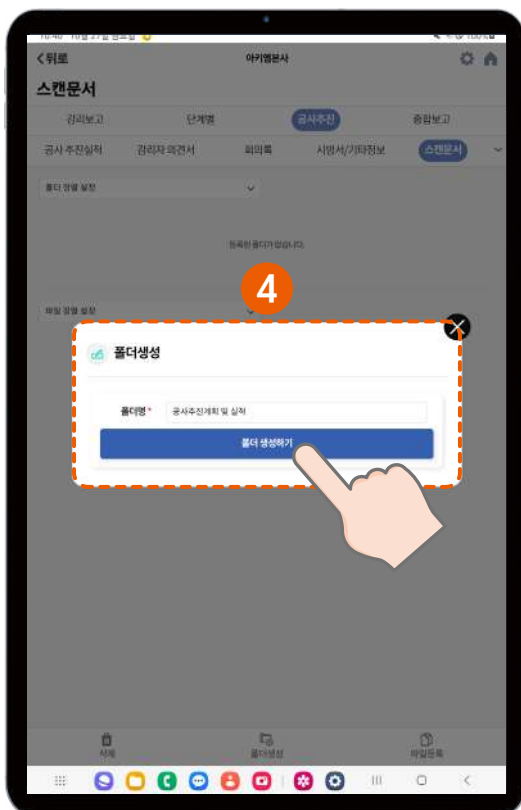 뒤로 아키엠본사
스캔문서
감리보고 단계별 공사추진 종합보고
공사 추진실적 감리자 의견서 회의록 시방서/기타정보 스캔문서
폴더 정렬 설정
등록된 폴더가 없습니다.
4
파일 정렬 설정
폴더생성
폴더명* 공사추진계획 및 실적
폴더 생성하기
삭제 폴더생성 파일등록